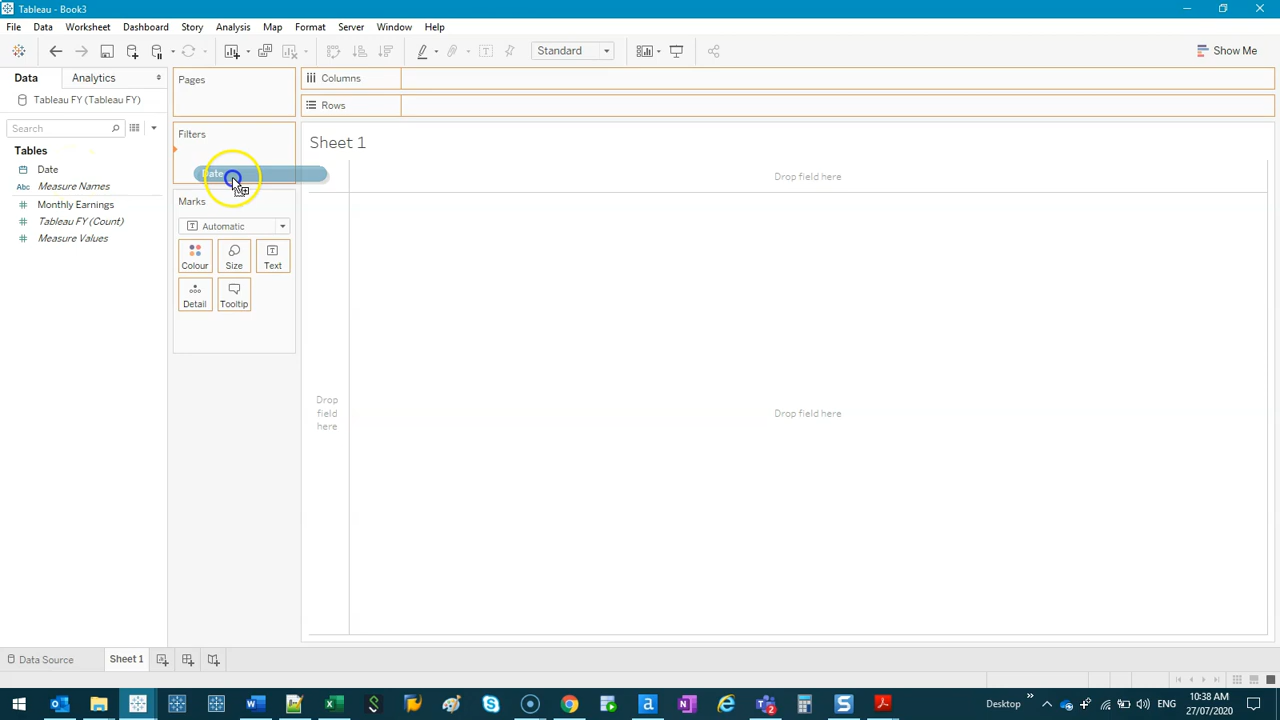 Tableau - Book3
File Data Worksheet Dashboard Story Analysis Map Format Server Window Help
Standard
Show Me
Data Analytics
Pages
Columns
Tableau FY (Tableau FY)
Rows
Search
Filters
Tables
Sheet 1
Date
Date
Drop field here
Abc Measure Names
Marks
Monthly Earnings
Tableau FY (Count)
Automatic
Measure Values
Colour Size Text
Detail Tooltip
Drop
field
here
Drop field here
Data Source Sheet 1
Desktop
ENG
10:38 AM
27/07/2020